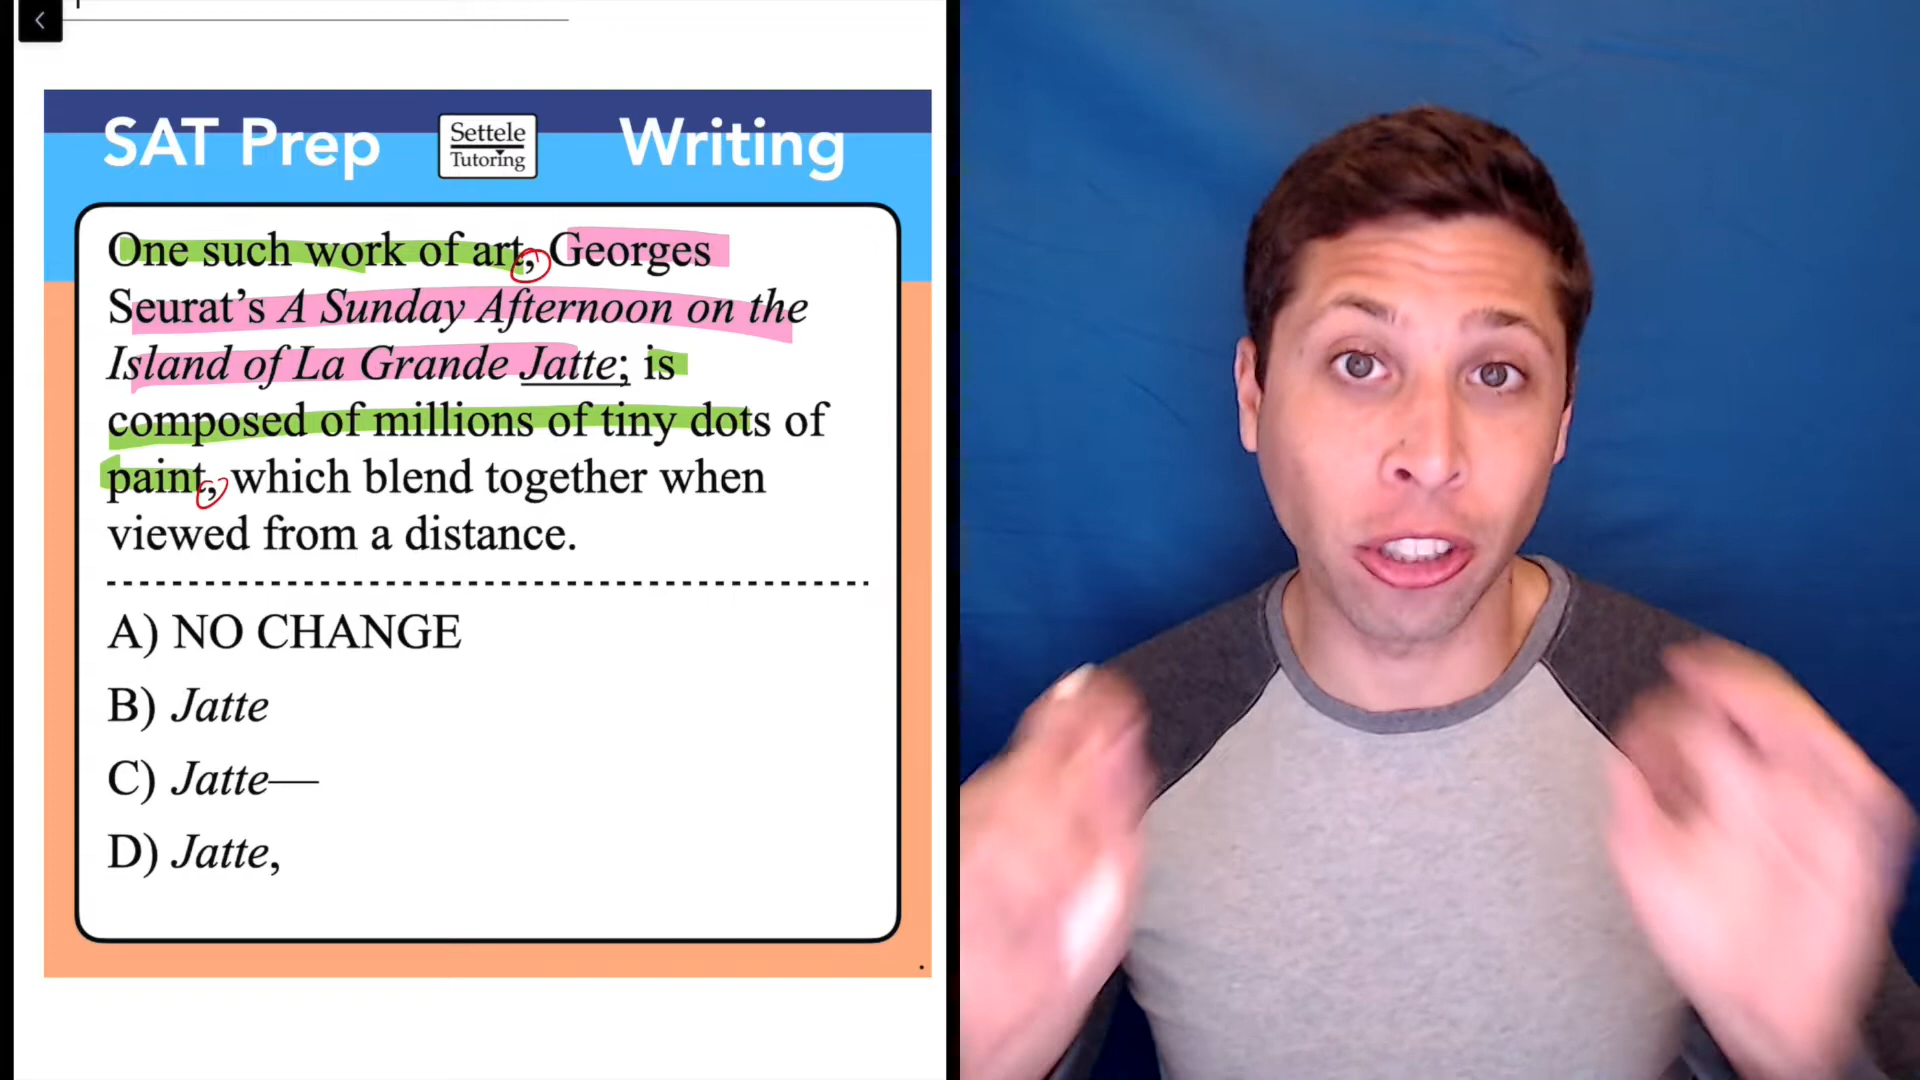 SAT Prep
Settele
Tutoring
Writing
One such work of art, Georges
Seurat’s A Sunday Afternoon on the
Island of La Grande Jatte; is
composed of millions of tiny dots of
paint, which blend together when
viewed from a distance.
A) NO CHANGE
B) Jatte
C) Jatte—
D) Jatte,